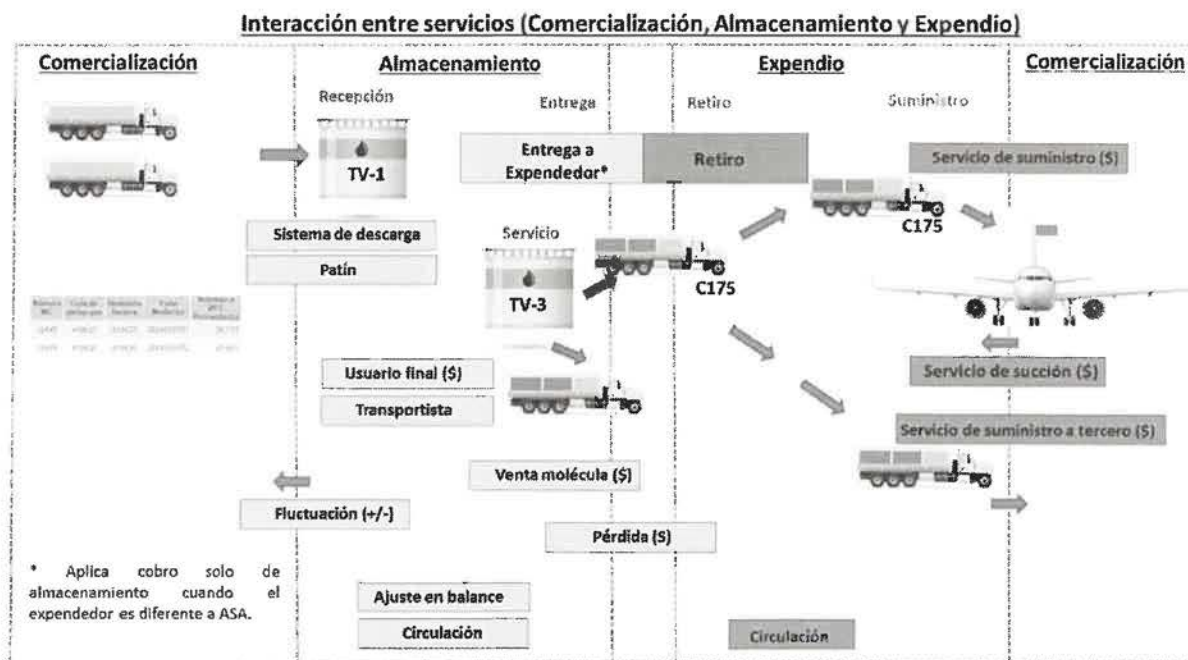 Interacción entre servicios (Comercialización, Almacenamiento y Expendio)
Comercialización
Almacenamiento
Expendio
Comercialización
Recepción
Entrega
Retiro
Suministro
TV-1
Entrega a
Expendedor*
Retiro
Servicio de suministro ($)
C175
Sistema de descarga
Patín
Servicio
TV-3
C175
Usuario final ($)
Transportista
Servicio de succión ($)
Servicio de suministro a tercero ($)
Venta molécula ($)
Fluctuación (+/-)
Pérdida ($)
* Aplica cobro solo de
almacenamiento cuando el
expendedor es diferente a ASA.
Ajuste en balance
Circulación
Circulación